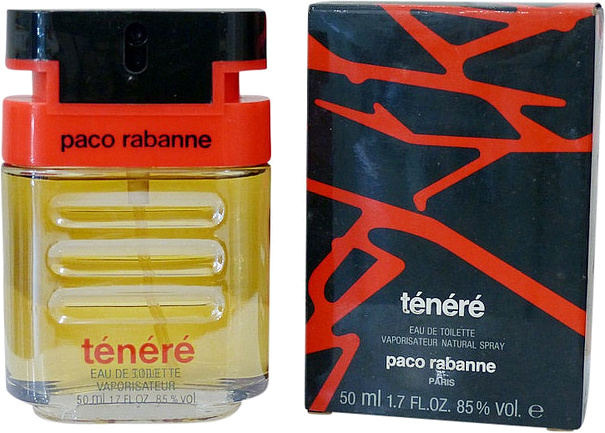 paco rabanne
ténéré
EAU DE TOILETTE
VAPORISATEUR
50 ml 1.7 FL.OZ. 85% vol
ténéré
EAU DE TOILETTE
VAPORISATEUR NATURAL SPRAY
paco rabanne
PARIS
50 ml 1.7 FL.OZ. 85% vol. e